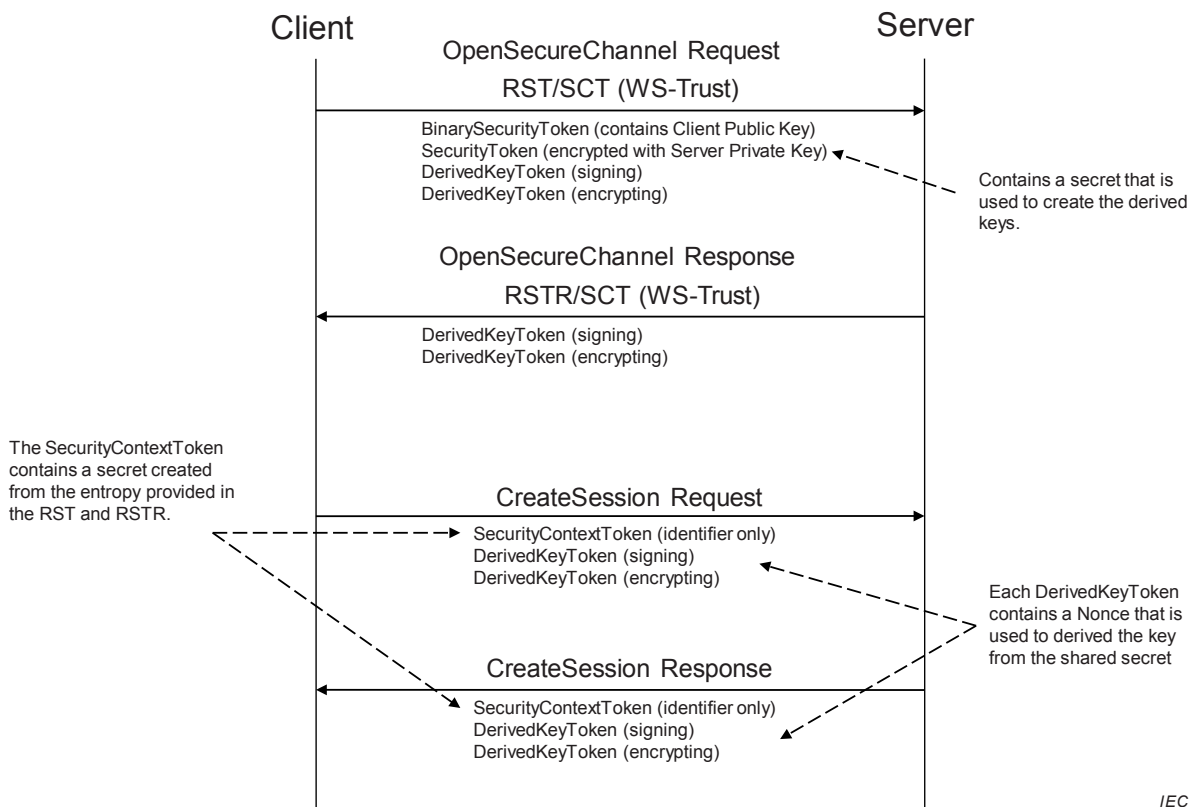 Client
Server
OpenSecureChannel Request
RST/SCT (WS-Trust)
BinarySecurityToken (contains Client Public Key)
SecurityToken (encrypted with Server Private Key)
DerivedKeyToken (signing)
DerivedKeyToken (encrypting)
Contains a secret that is
used to create the derived
keys.
OpenSecureChannel Response
RSTR/SCT (WS-Trust)
DerivedKeyToken (signing)
DerivedKeyToken (encrypting)
The SecurityContextToken
contains a secret created
from the entropy provided in
the RST and RSTR.
CreateSession Request
SecurityContextToken (identifier only)
DerivedKeyToken (signing)
DerivedKeyToken (encrypting)
Each DerivedKeyToken
contains a Nonce that is
used to derived the key
from the shared secret
CreateSession Response
SecurityContextToken (identifier only)
DerivedKeyToken (signing)
DerivedKeyToken (encrypting)
IEC